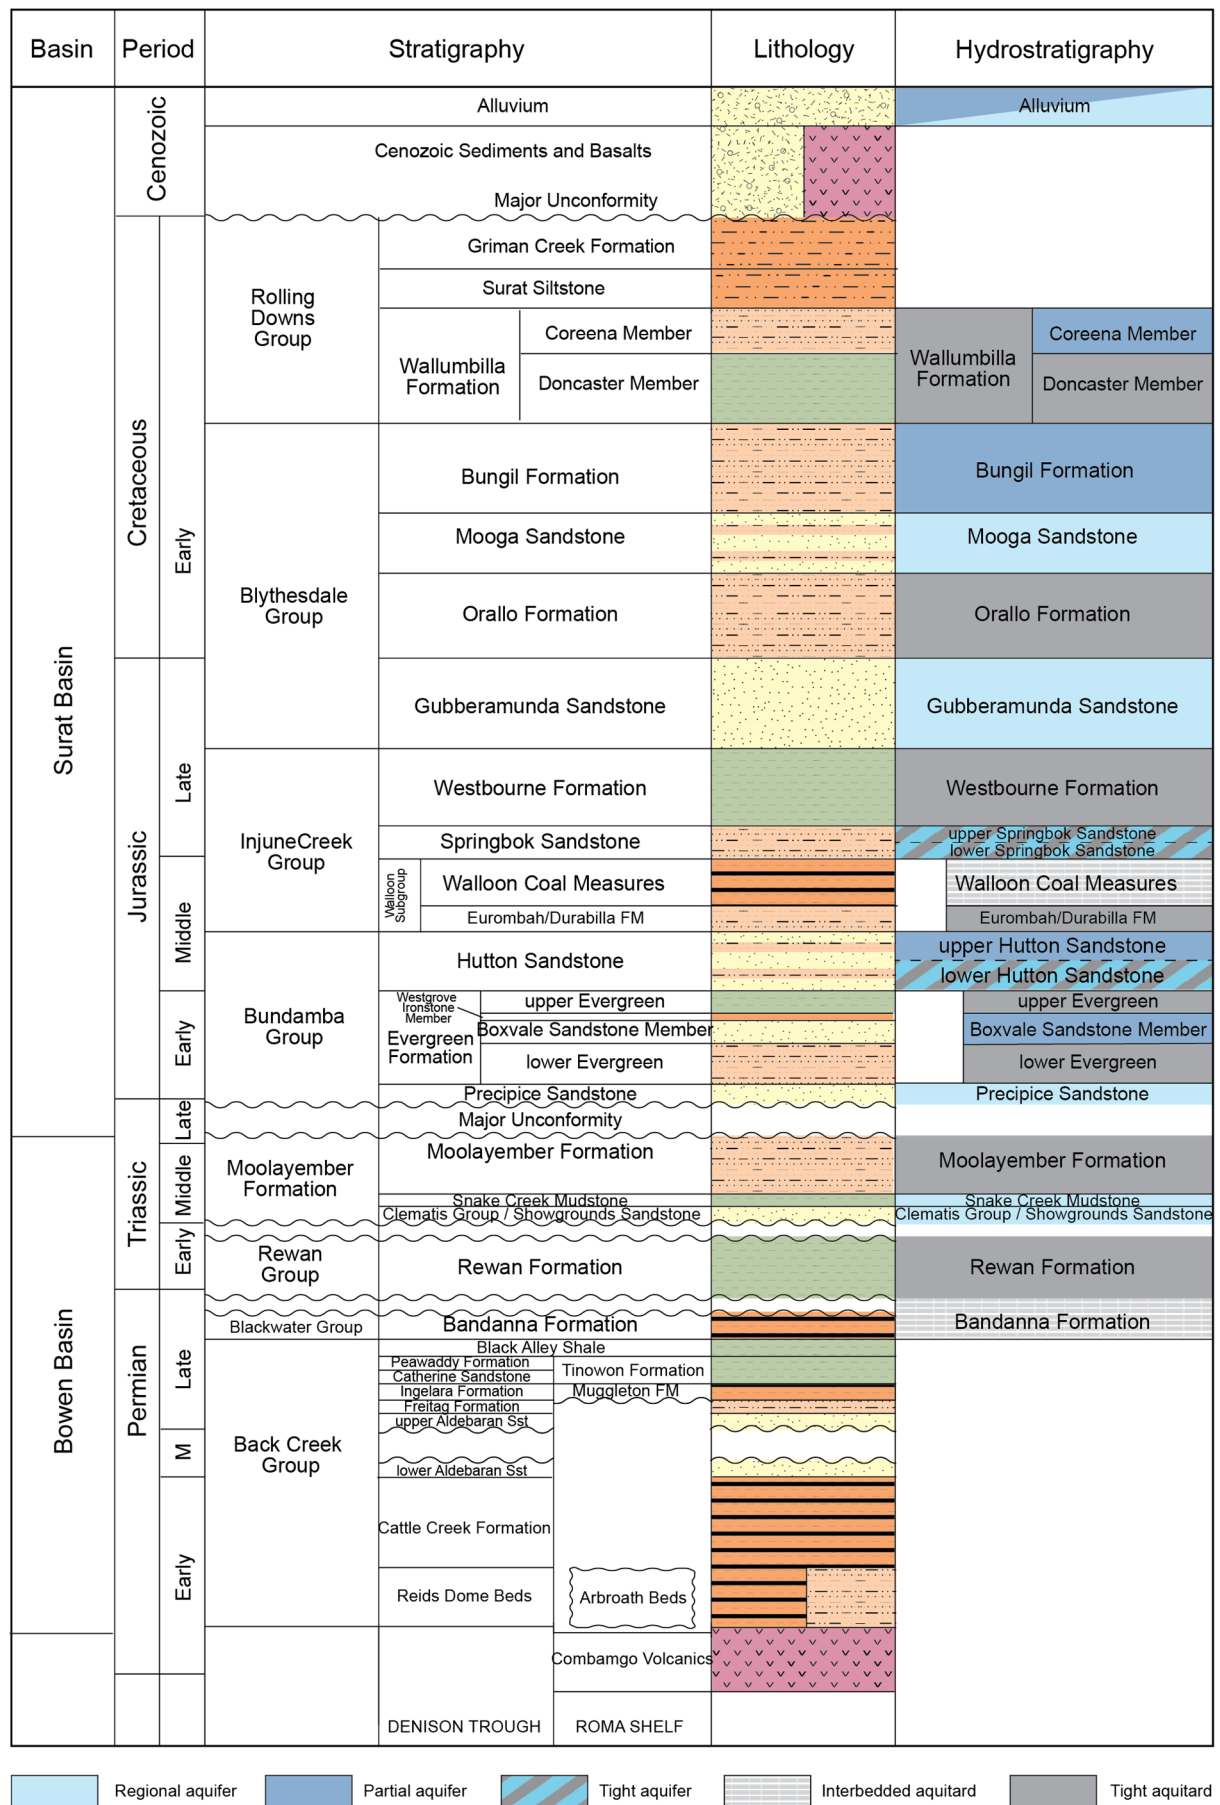 Basin
Period
Stratigraphy
Lithology
Hydrostratigraphy
Surat Basin
Bowen Basin
Cenozoic
Cretaceous
Early
Jurassic
Late
Middle
Early
Triassic
Late
Middle
Early
Permian
Late
M
Early
Alluvium
Cenozoic Sediments and Basalts
Major Unconformity
Rolling
Downs
Group
Griman Creek Formation
Surat Siltstone
Wallumbilla
Formation
Coreena Member
Doncaster Member
Blythesdale
Group
Bungil Formation
Mooga Sandstone
Orallo Formation
Gubberamunda Sandstone
InjuneCreek
Group
Westbourne Formation
Springbok Sandstone
Walloon
Subgroup
Walloon Coal Measures
Eurombah/Durabilla FM
Bundamba
Group
Hutton Sandstone
Westgrove
Ironstone
Member
Evergreen
Formation
upper Evergreen
Boxvale Sandstone Member
lower Evergreen
Precipice Sandstone
Major Unconformity
Moolayember
Formation
Moolayember Formation
Snake Creek Mudstone
Clematis Group / Showgrounds Sandstone
Rewan
Group
Rewan Formation
Blackwater Group
Bandanna Formation
Back Creek
Group
Black Alley Shale
Peawaddy Formation
Catherine Sandstone
Ingelara Formation
Freitag Formation
upper Aldebaran Sst
Tinowon Formation
Muggleton FM
lower Aldebaran Sst
Cattle Creek Formation
Reids Dome Beds
Arbroath Beds
Combamgo Volcanics
DENISON TROUGH
ROMA SHELF
Alluvium
Wallumbilla
Formation
Coreena Member
Doncaster Member
Bungil Formation
Mooga Sandstone
Orallo Formation
Gubberamunda Sandstone
Westbourne Formation
upper Springbok Sandstone
lower Springbok Sandstone
Walloon Coal Measures
Eurombah/Durabilla FM
upper Hutton Sandstone
lower Hutton Sandstone
upper Evergreen
Boxvale Sandstone Member
lower Evergreen
Precipice Sandstone
Moolayember Formation
Snake Creek Mudstone
Clematis Group / Showgrounds Sandstone
Rewan Formation
Bandanna Formation
Regional aquifer
Partial aquifer
Tight aquifer
Interbedded aquitard
Tight aquitard